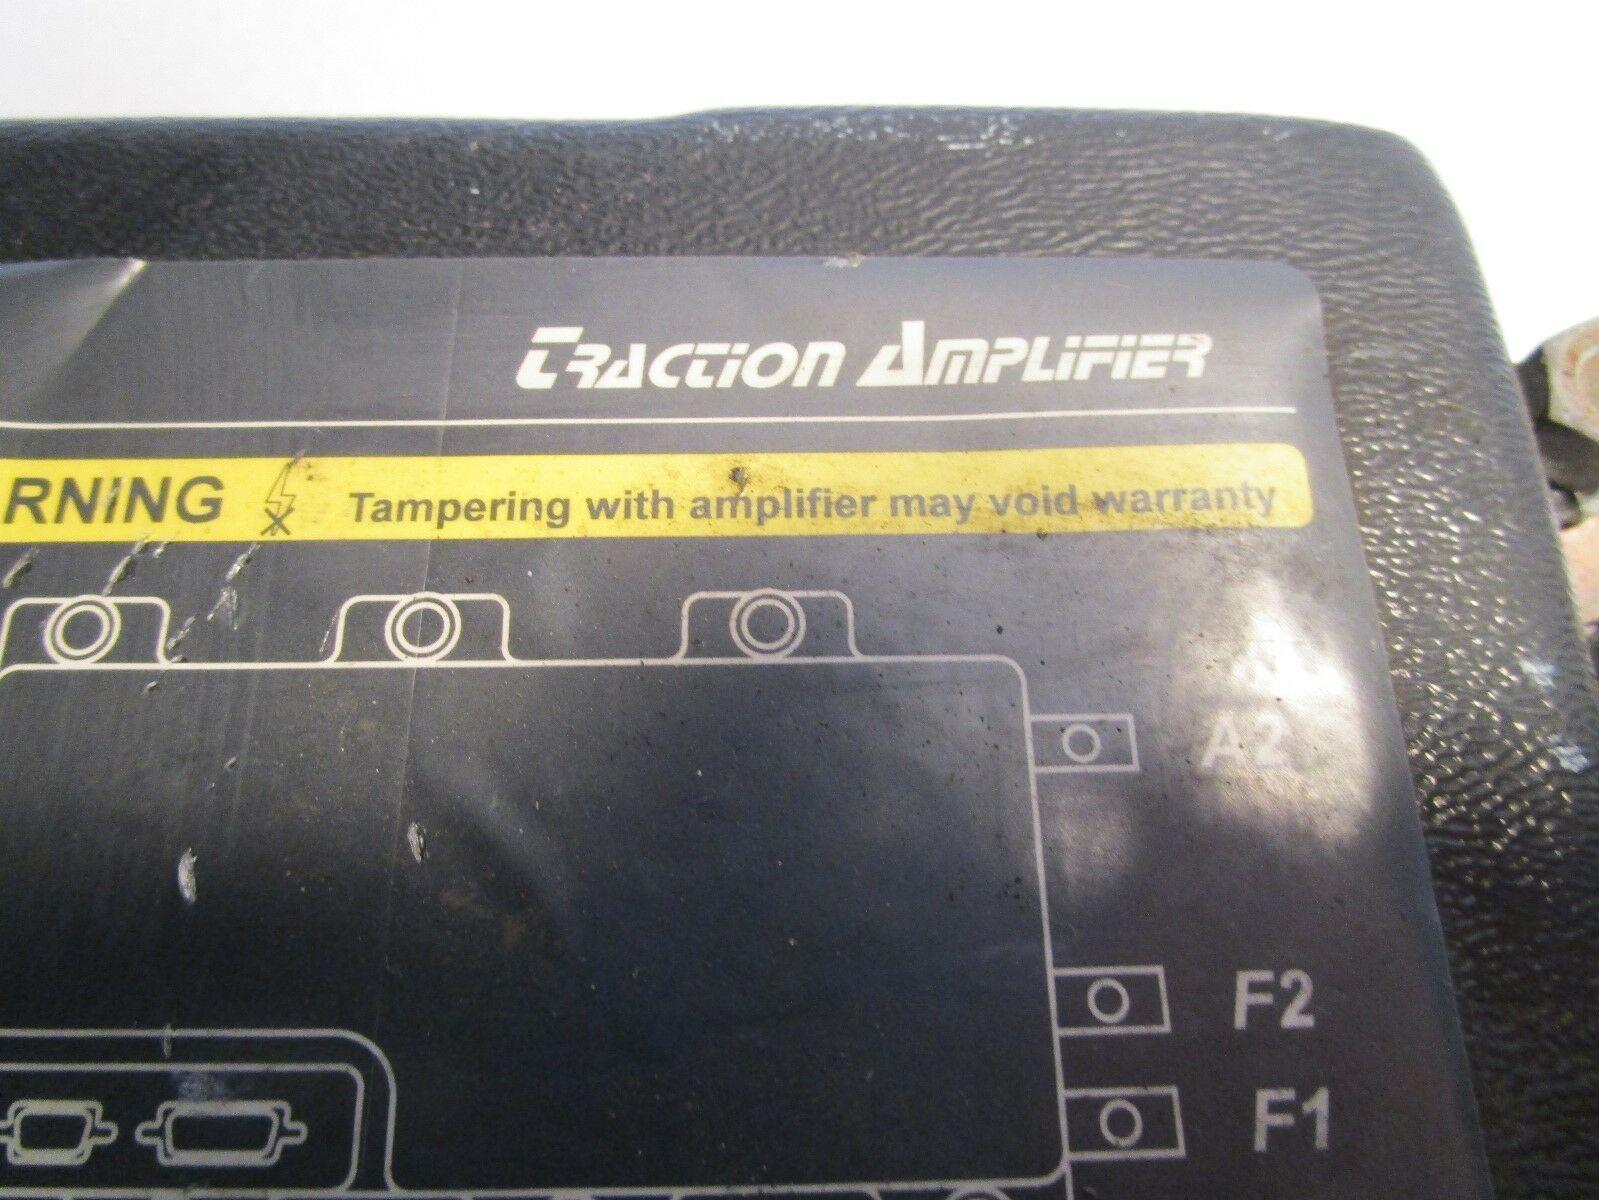 TRACTION AMPLIFIER
RNING Tampering with amplifier may void warranty
A2
F2
F1